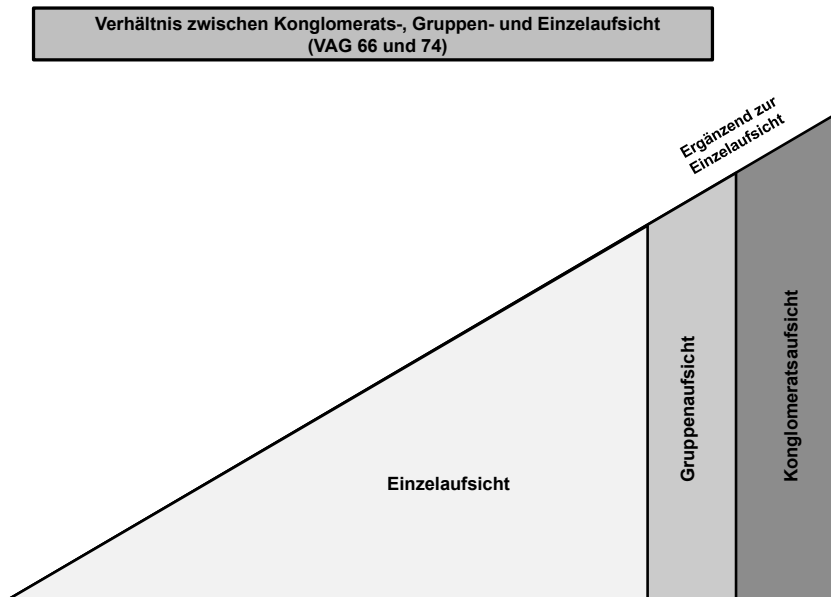 Verhältnis zwischen Konglomerats-, Gruppen- und Einzelaufsicht
(VAG 66 und 74)
Ergänzend zur
Einzelaufsicht
Einzelaufsicht
Gruppenaufsicht
Konglomeratsaufsicht